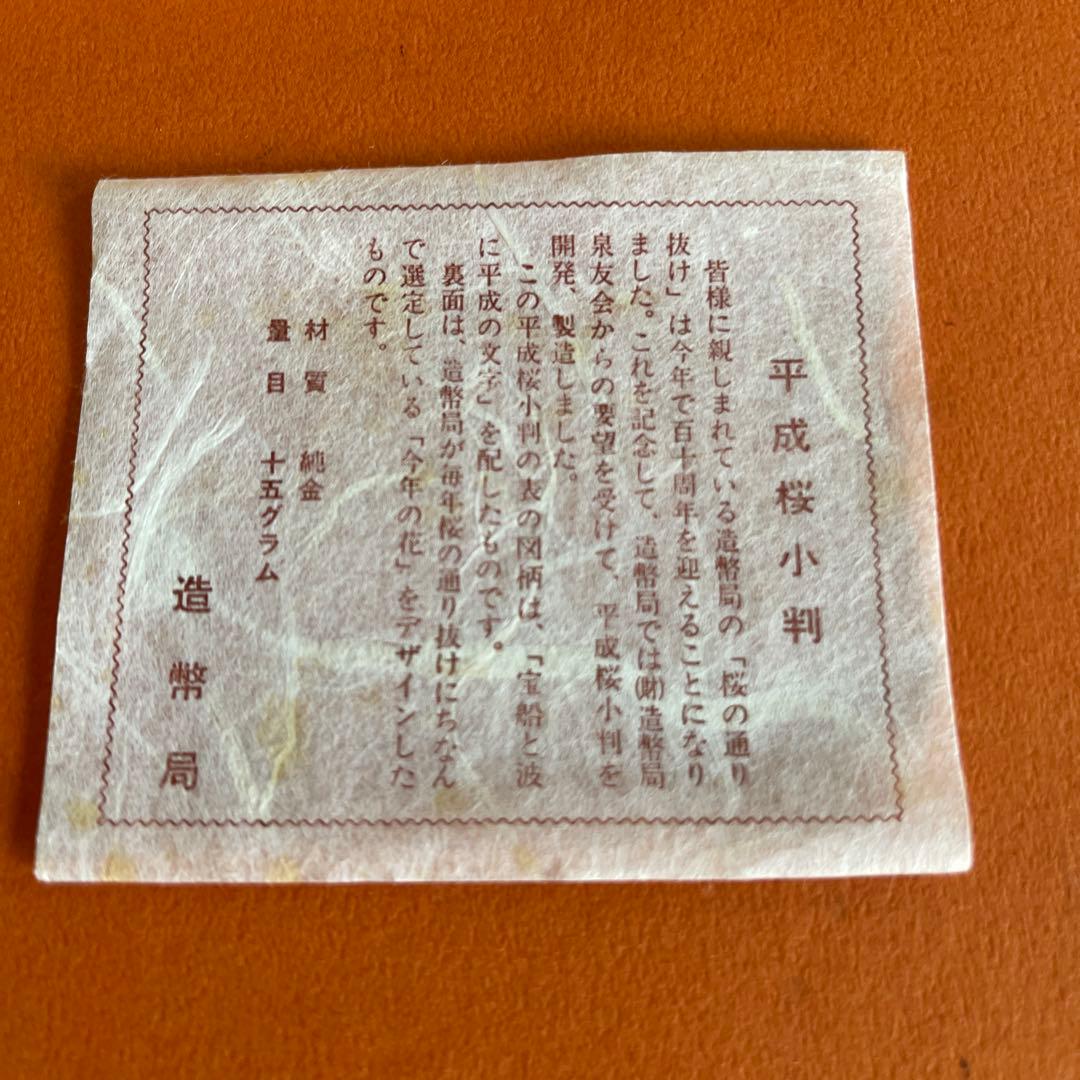 平成桜小判
皆様に親しまれている造幣局の「桜の通り
抜け」は今年で百十周年を迎えることになり
ました。これを記念して、造幣局では㈶造幣局
泉友会からの要望を受けて、平成桜小判を
開発、製造しました。
この平成桜小判の表の図柄は、「宝船と波
に平成の文字」を配したものです。
裏面は、造幣局が毎年桜の通り抜けにちなん
で選定している「今年の花」をデザインした
ものです。
材質 純金
量目 十五グラム
造幣局